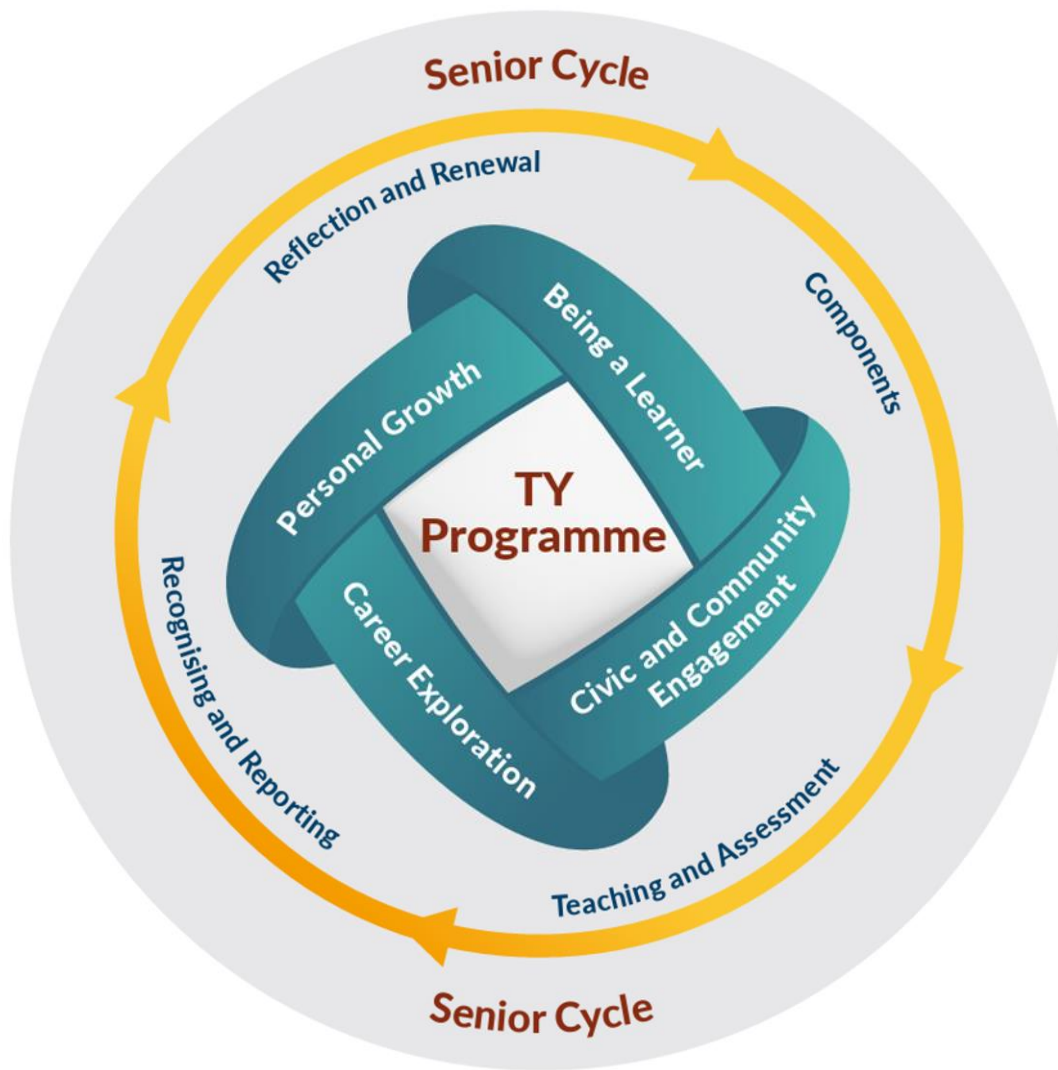 Senior Cycle
Reflection and Renewal
Components
Being a Learner
Personal Growth
TY
Programme
Civic and Community
Engagement
Career Exploration
Recognising and Reporting
Teaching and Assessment
Senior Cycle